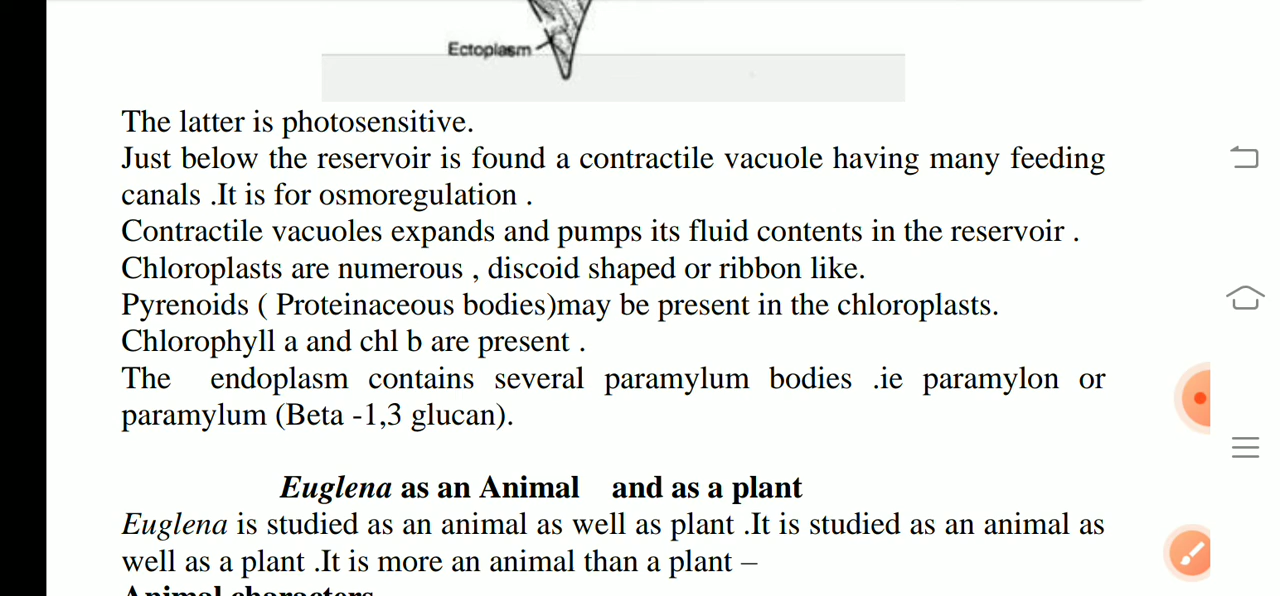 Ectoplasm
The latter is photosensitive.
Just below the reservoir is found a contractile vacuole having many feeding
canals .It is for osmoregulation .
Contractile vacuoles expands and pumps its fluid contents in the reservoir .
Chloroplasts are numerous , discoid shaped or ribbon like.
Pyrenoids ( Proteinaceous bodies)may be present in the chloroplasts.
Chlorophyll a and chl b are present .
The endoplasm contains several paramylum bodies .ie paramylon or
paramylum (Beta -1,3 glucan).
Euglena as an Animal and as a plant
Euglena is studied as an animal as well as plant .It is studied as an animal as
well as a plant .It is more an animal than a plant –
Animal characters